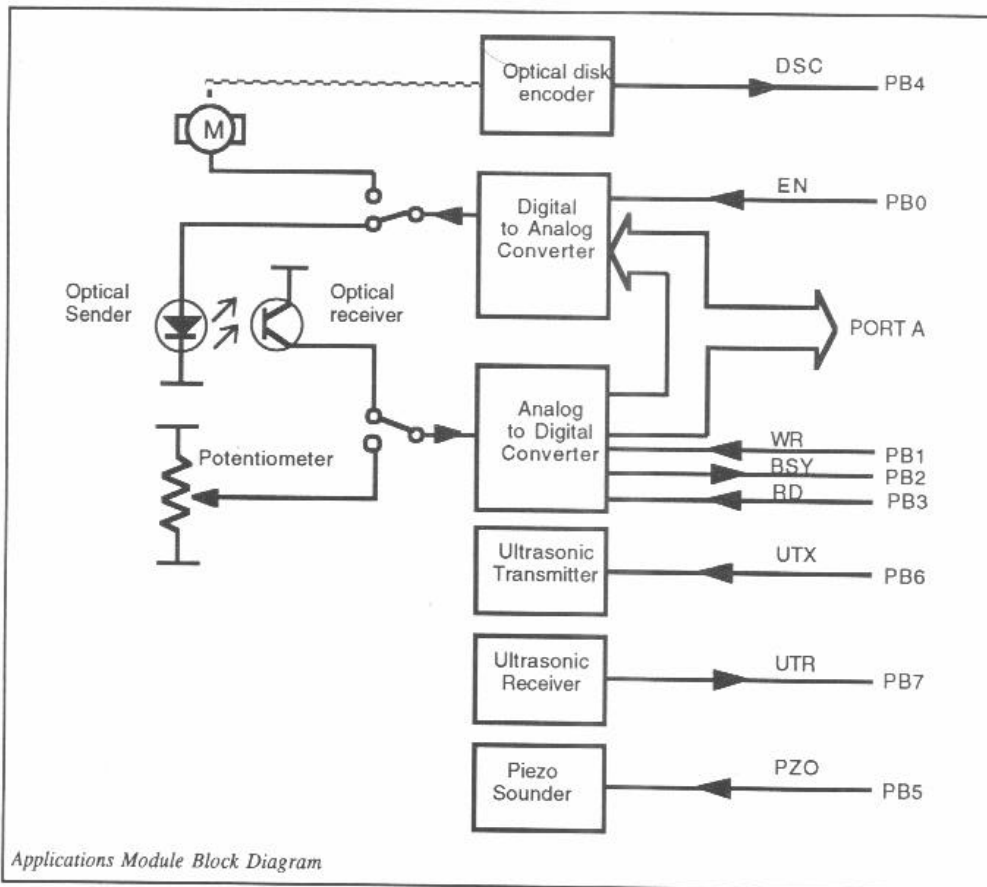 Optical disk
encoder
DSC
PB4
M
Digital
to Analog
Converter
EN
PB0
Optical
Sender
Optical
receiver
PORT A
Analog
to Digital
Converter
WR
PB1
BSY
PB2
RD
PB3
Potentiometer
Ultrasonic
Transmitter
UTX
PB6
Ultrasonic
Receiver
UTR
PB7
Piezo
Sounder
PZO
PB5
Applications Module Block Diagram